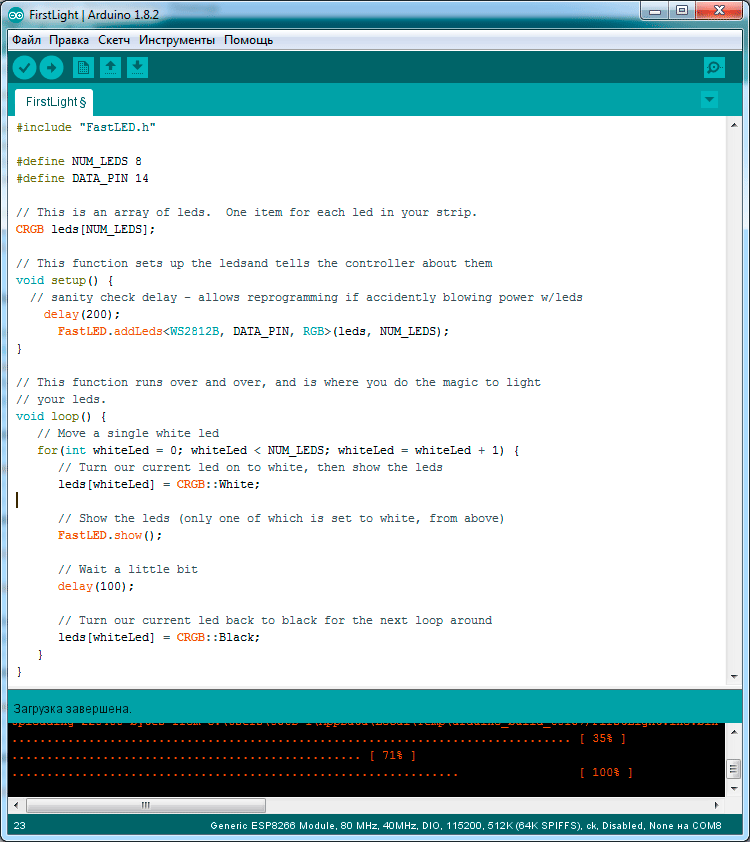 FirstLight | Arduino 1.8.2
Файл Правка Скетч Инструменты Помощь
FirstLight §
#include "FastLED.h"
#define NUM_LEDS 8
#define DATA_PIN 14
// This is an array of leds.  One item for each led in your strip.
CRGB leds[NUM_LEDS];
// This function sets up the ledsand tells the controller about them
void setup() {
  // sanity check delay - allows reprogramming if accidently blowing power w/leds
    delay(200);
      FastLED.addLeds<WS2812B, DATA_PIN, RGB>(leds, NUM_LEDS);
}
// This function runs over and over, and is where you do the magic to light
// your leds.
void loop() {
   // Move a single white led
   for(int whiteLed = 0; whiteLed < NUM_LEDS; whiteLed = whiteLed + 1) {
      // Turn our current led on to white, then show the leds
      leds[whiteLed] = CRGB::White;
      // Show the leds (only one of which is set to white, from above)
      FastLED.show();
      // Wait a little bit
      delay(100);
      // Turn our current led back to black for the next loop around
      leds[whiteLed] = CRGB::Black;
   }
}
Загрузка завершена.
................................................................................ [ 35% ]
.................................................. [ 71% ]
................................................................ [ 100% ]
23 Generic ESP8266 Module, 80 MHz, 40MHz, DIO, 115200, 512K (64K SPIFFS), ck, Disabled, None на COM8